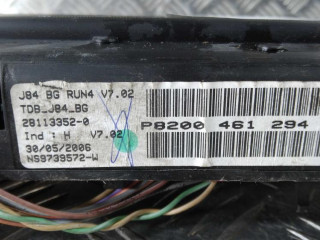 J84 BG RUN4 V7.02
TDB_J84_BG
28113352-0
Ind : H V7.02
30/05/2006
NS9739572-W
P8200 461 294